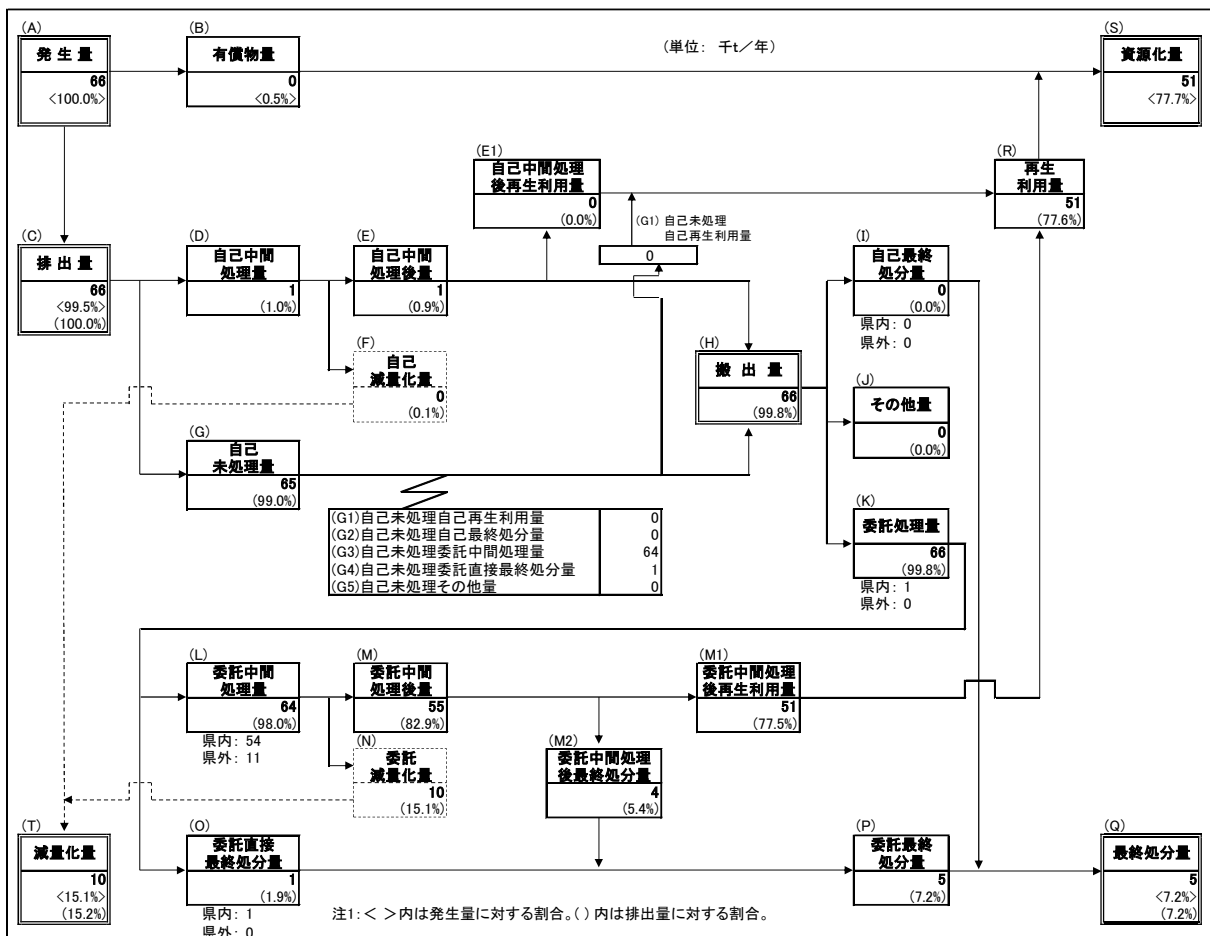 (A)
発 生 量
66
<100.0%>
(B)
有償物量
0
<0.5%>
(単位： 千t／年)
(S)
資源化量
51
<77.7%>
(E1)
自己中間処理
後再生利用量
0
(0.0%)
(G1) 自己未処理
自己再生利用量
0
(R)
再生
利用量
51
(77.6%)
(C)
排 出 量
66
<99.5%>
(100.0%)
(D)
自己中間
処理量
1
(1.0%)
(E)
自己中間
処理後量
1
(0.9%)
(F)
自己
減量化量
0
(0.1%)
(G)
自己
未処理量
65
(99.0%)
(G1)自己未処理自己再生利用量 0
(G2)自己未処理自己最終処分量 0
(G3)自己未処理委託中間処理量 64
(G4)自己未処理委託直接最終処分量 1
(G5)自己未処理その他量 0
(H)
搬 出 量
66
(99.8%)
(I)
自己最終
処分量
0
(0.0%)
県内： 0
県外： 0
(J)
その他量
0
(0.0%)
(K)
委託処理量
66
(99.8%)
県内： 1
県外： 0
(L)
委託中間
処理量
64
(98.0%)
県内： 54
県外： 11
(M)
委託中間
処理後量
55
(82.9%)
(N)
委託
減量化量
10
(15.1%)
(M1)
委託中間処理
後再生利用量
51
(77.5%)
(M2)
委託中間処理
後最終処分量
4
(5.4%)
(T)
減量化量
10
<15.1%>
(15.2%)
(O)
委託直接
最終処分量
1
(1.9%)
県内： 1
県外： 0
(P)
委託最終
処分量
5
(7.2%)
(Q)
最終処分量
5
<7.2%>
(7.2%)
注1：< >内は発生量に対する割合。( )内は排出量に対する割合。